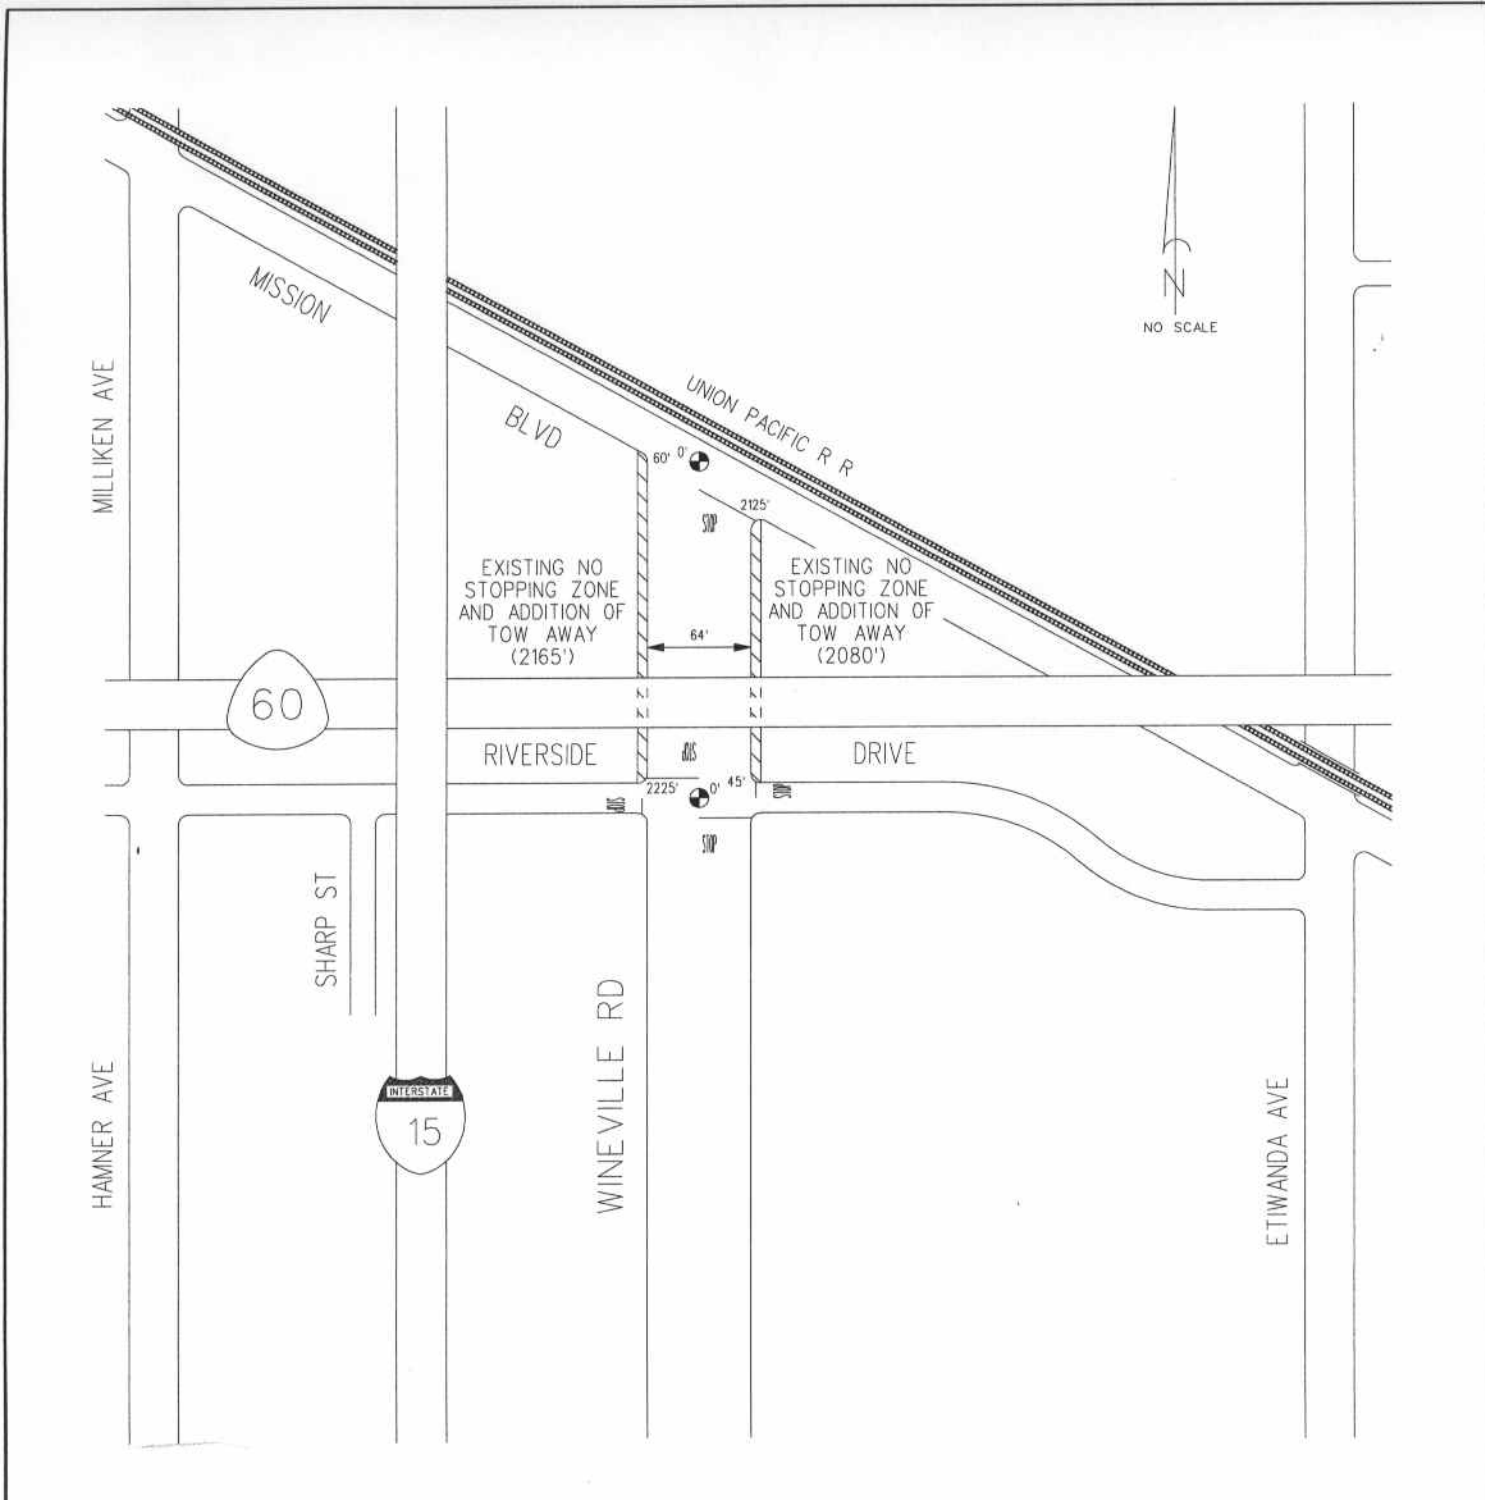 N
NO SCALE
MISSION
BLVD
UNION PACIFIC R R
MILLIKEN AVE
60' 0'
2125'
STOP
EXISTING NO
STOPPING ZONE
AND ADDITION OF
TOW AWAY
(2165')
64'
EXISTING NO
STOPPING ZONE
AND ADDITION OF
TOW AWAY
(2080')
60
RIVERSIDE
STOP
DRIVE
2225' 0' 45'
STOP
STOP
STOP
SHARP ST
WINEVILLE RD
HAMNER AVE
INTERSTATE
15
ETIWANDA AVE